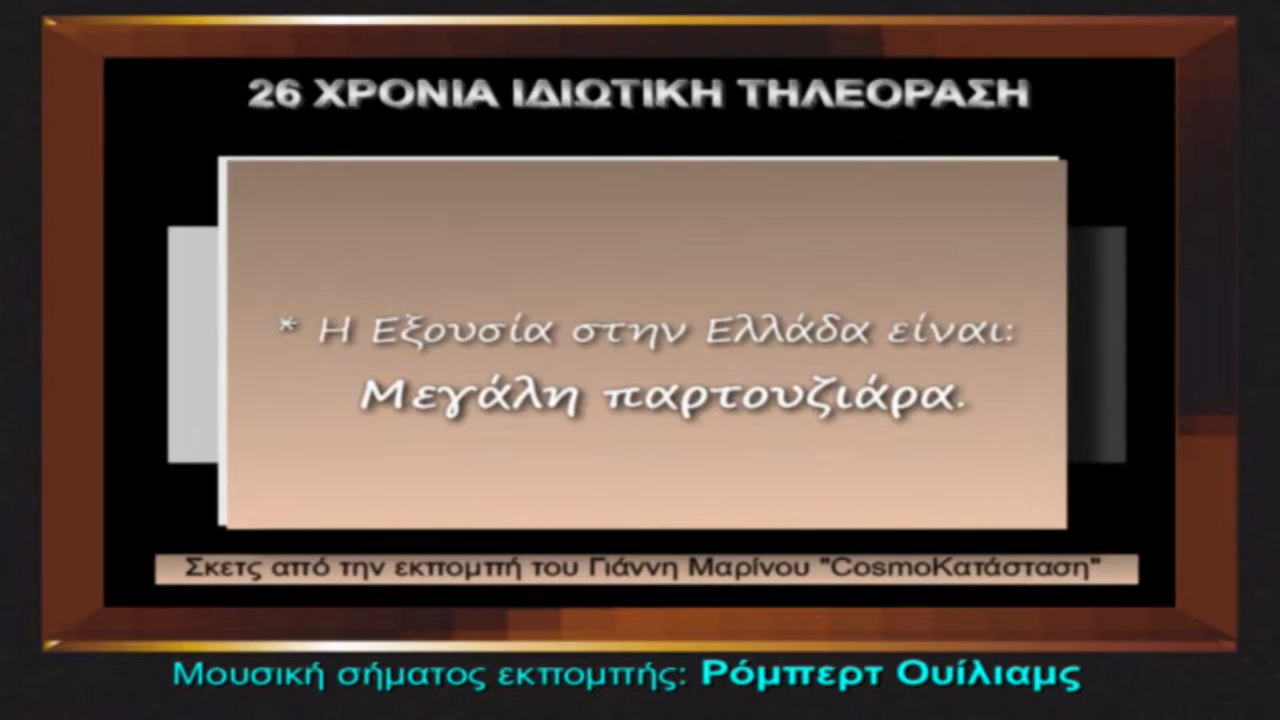 26 ΧΡΟΝΙΑ ΙΔΙΩΤΙΚΗ ΤΗΛΕΟΡΑΣΗ
* Η Εξουσία στην Ελλάδα είναι:
Μεγάλη παρτουζιάρα.
Σκετς από την εκπομπή του Γιάννη Μαρίνου "CosmoΚατάσταση"
Μουσική σήματος εκπομπής: Ρόμπερτ Ουίλιαμς